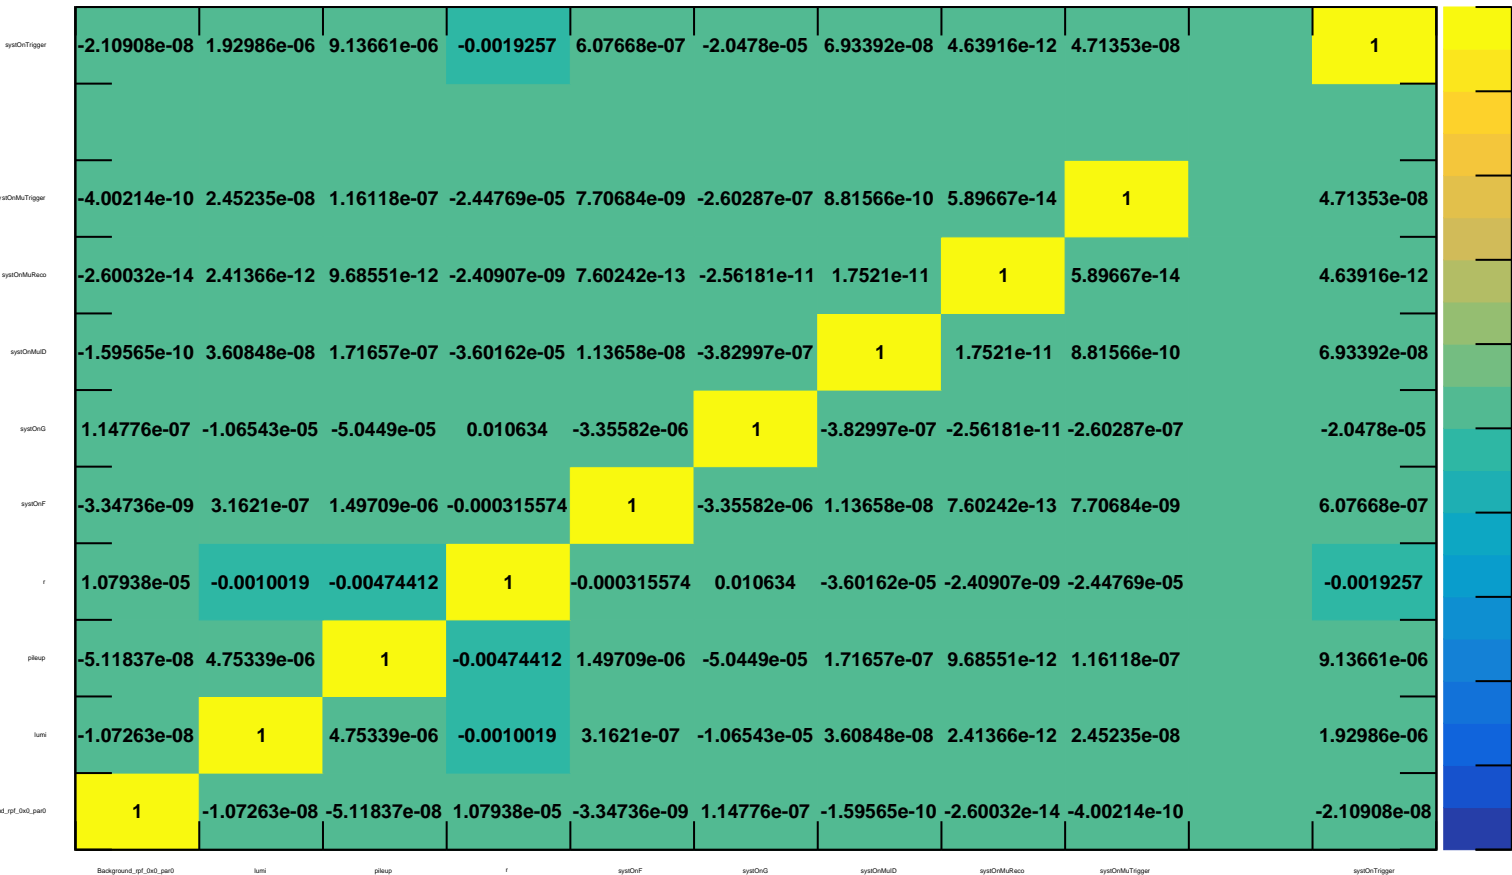 systOnTrigger -2.10908e-08 1.92986e-06 9.13661e-06 -0.0019257 6.07668e-07 -2.0478e-05 6.93392e-08 4.63916e-12 4.71353e-08 1
stOnMuTrigger -4.00214e-10 2.45235e-08 1.16118e-07 -2.44769e-05 7.70684e-09 -2.60287e-07 8.81566e-10 5.89667e-14 1 4.71353e-08
systOnMuReco -2.60032e-14 2.41366e-12 9.68551e-12 -2.40907e-09 7.60242e-13 -2.56181e-11 1.7521e-11 1 5.89667e-14 4.63916e-12
systOnMuID -1.59565e-10 3.60848e-08 1.71657e-07 -3.60162e-05 1.13658e-08 -3.82997e-07 1 1.7521e-11 8.81566e-10 6.93392e-08
systOnG 1.14776e-07 -1.06543e-05 -5.0449e-05 0.010634 -3.35582e-06 1 -3.82997e-07 -2.56181e-11 -2.60287e-07 -2.0478e-05
systOnF -3.34736e-09 3.1621e-07 1.49709e-06 -0.000315574 1 -3.35582e-06 1.13658e-08 7.60242e-13 7.70684e-09 6.07668e-07
r 1.07938e-05 -0.0010019 -0.00474412 1 -0.000315574 0.010634 -3.60162e-05 -2.40907e-09 -2.44769e-05 -0.0019257
pileup -5.11837e-08 4.75339e-06 1 -0.00474412 1.49709e-06 -5.0449e-05 1.71657e-07 9.68551e-12 1.16118e-07 9.13661e-06
lumi -1.07263e-08 1 4.75339e-06 -0.0010019 3.1621e-07 -1.06543e-05 3.60848e-08 2.41366e-12 2.45235e-08 1.92986e-06
d_rpf_0x0_par0 1 -1.07263e-08 -5.11837e-08 1.07938e-05 -3.34736e-09 1.14776e-07 -1.59565e-10 -2.60032e-14 -4.00214e-10 -2.10908e-08
Background_rpf_0x0_par0 lumi pileup r systOnF systOnG systOnMuID systOnMuReco systOnMuTrigger systOnTrigger